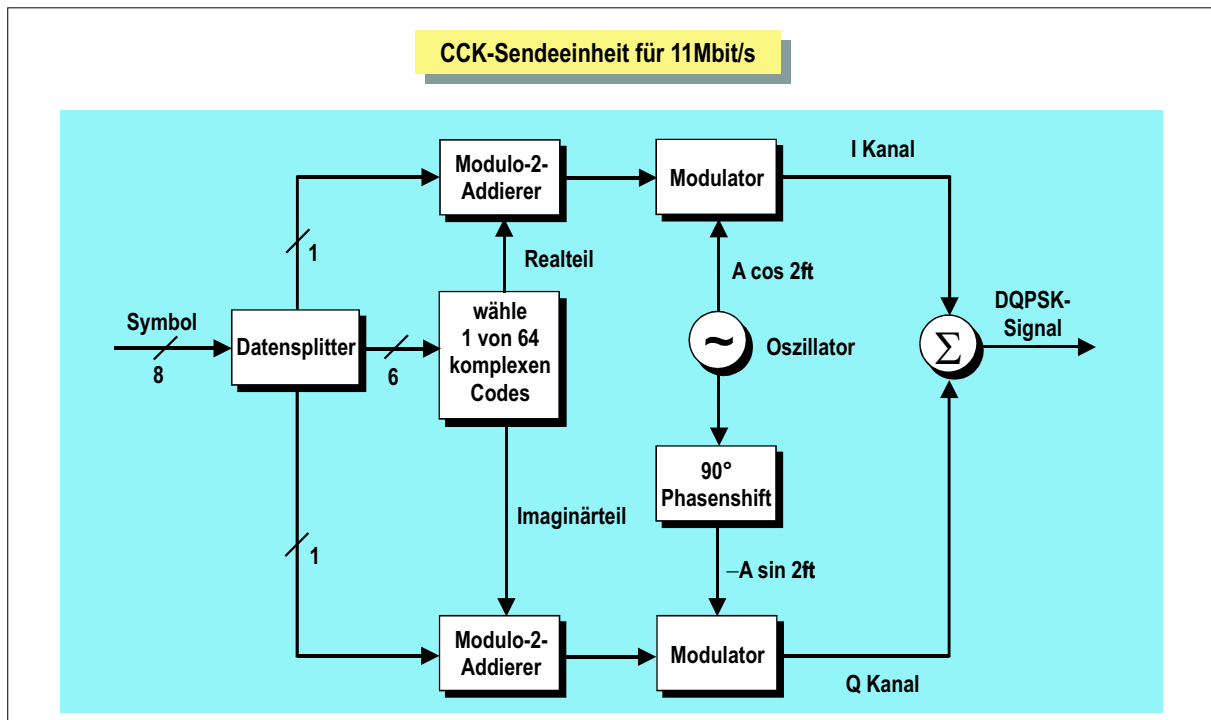 CCK-Sendeeinheit für 11Mbit/s
Modulo-2-
Addierer
Modulator
I Kanal
1
Realteil
A cos 2ft
Symbol
8
Datensplitter
6
wähle
1 von 64
komplexen
Codes
~
Oszillator
Σ
DQPSK-
Signal
90°
Phasenshift
Imaginärteil
1
–A sin 2ft
Modulo-2-
Addierer
Modulator
Q Kanal